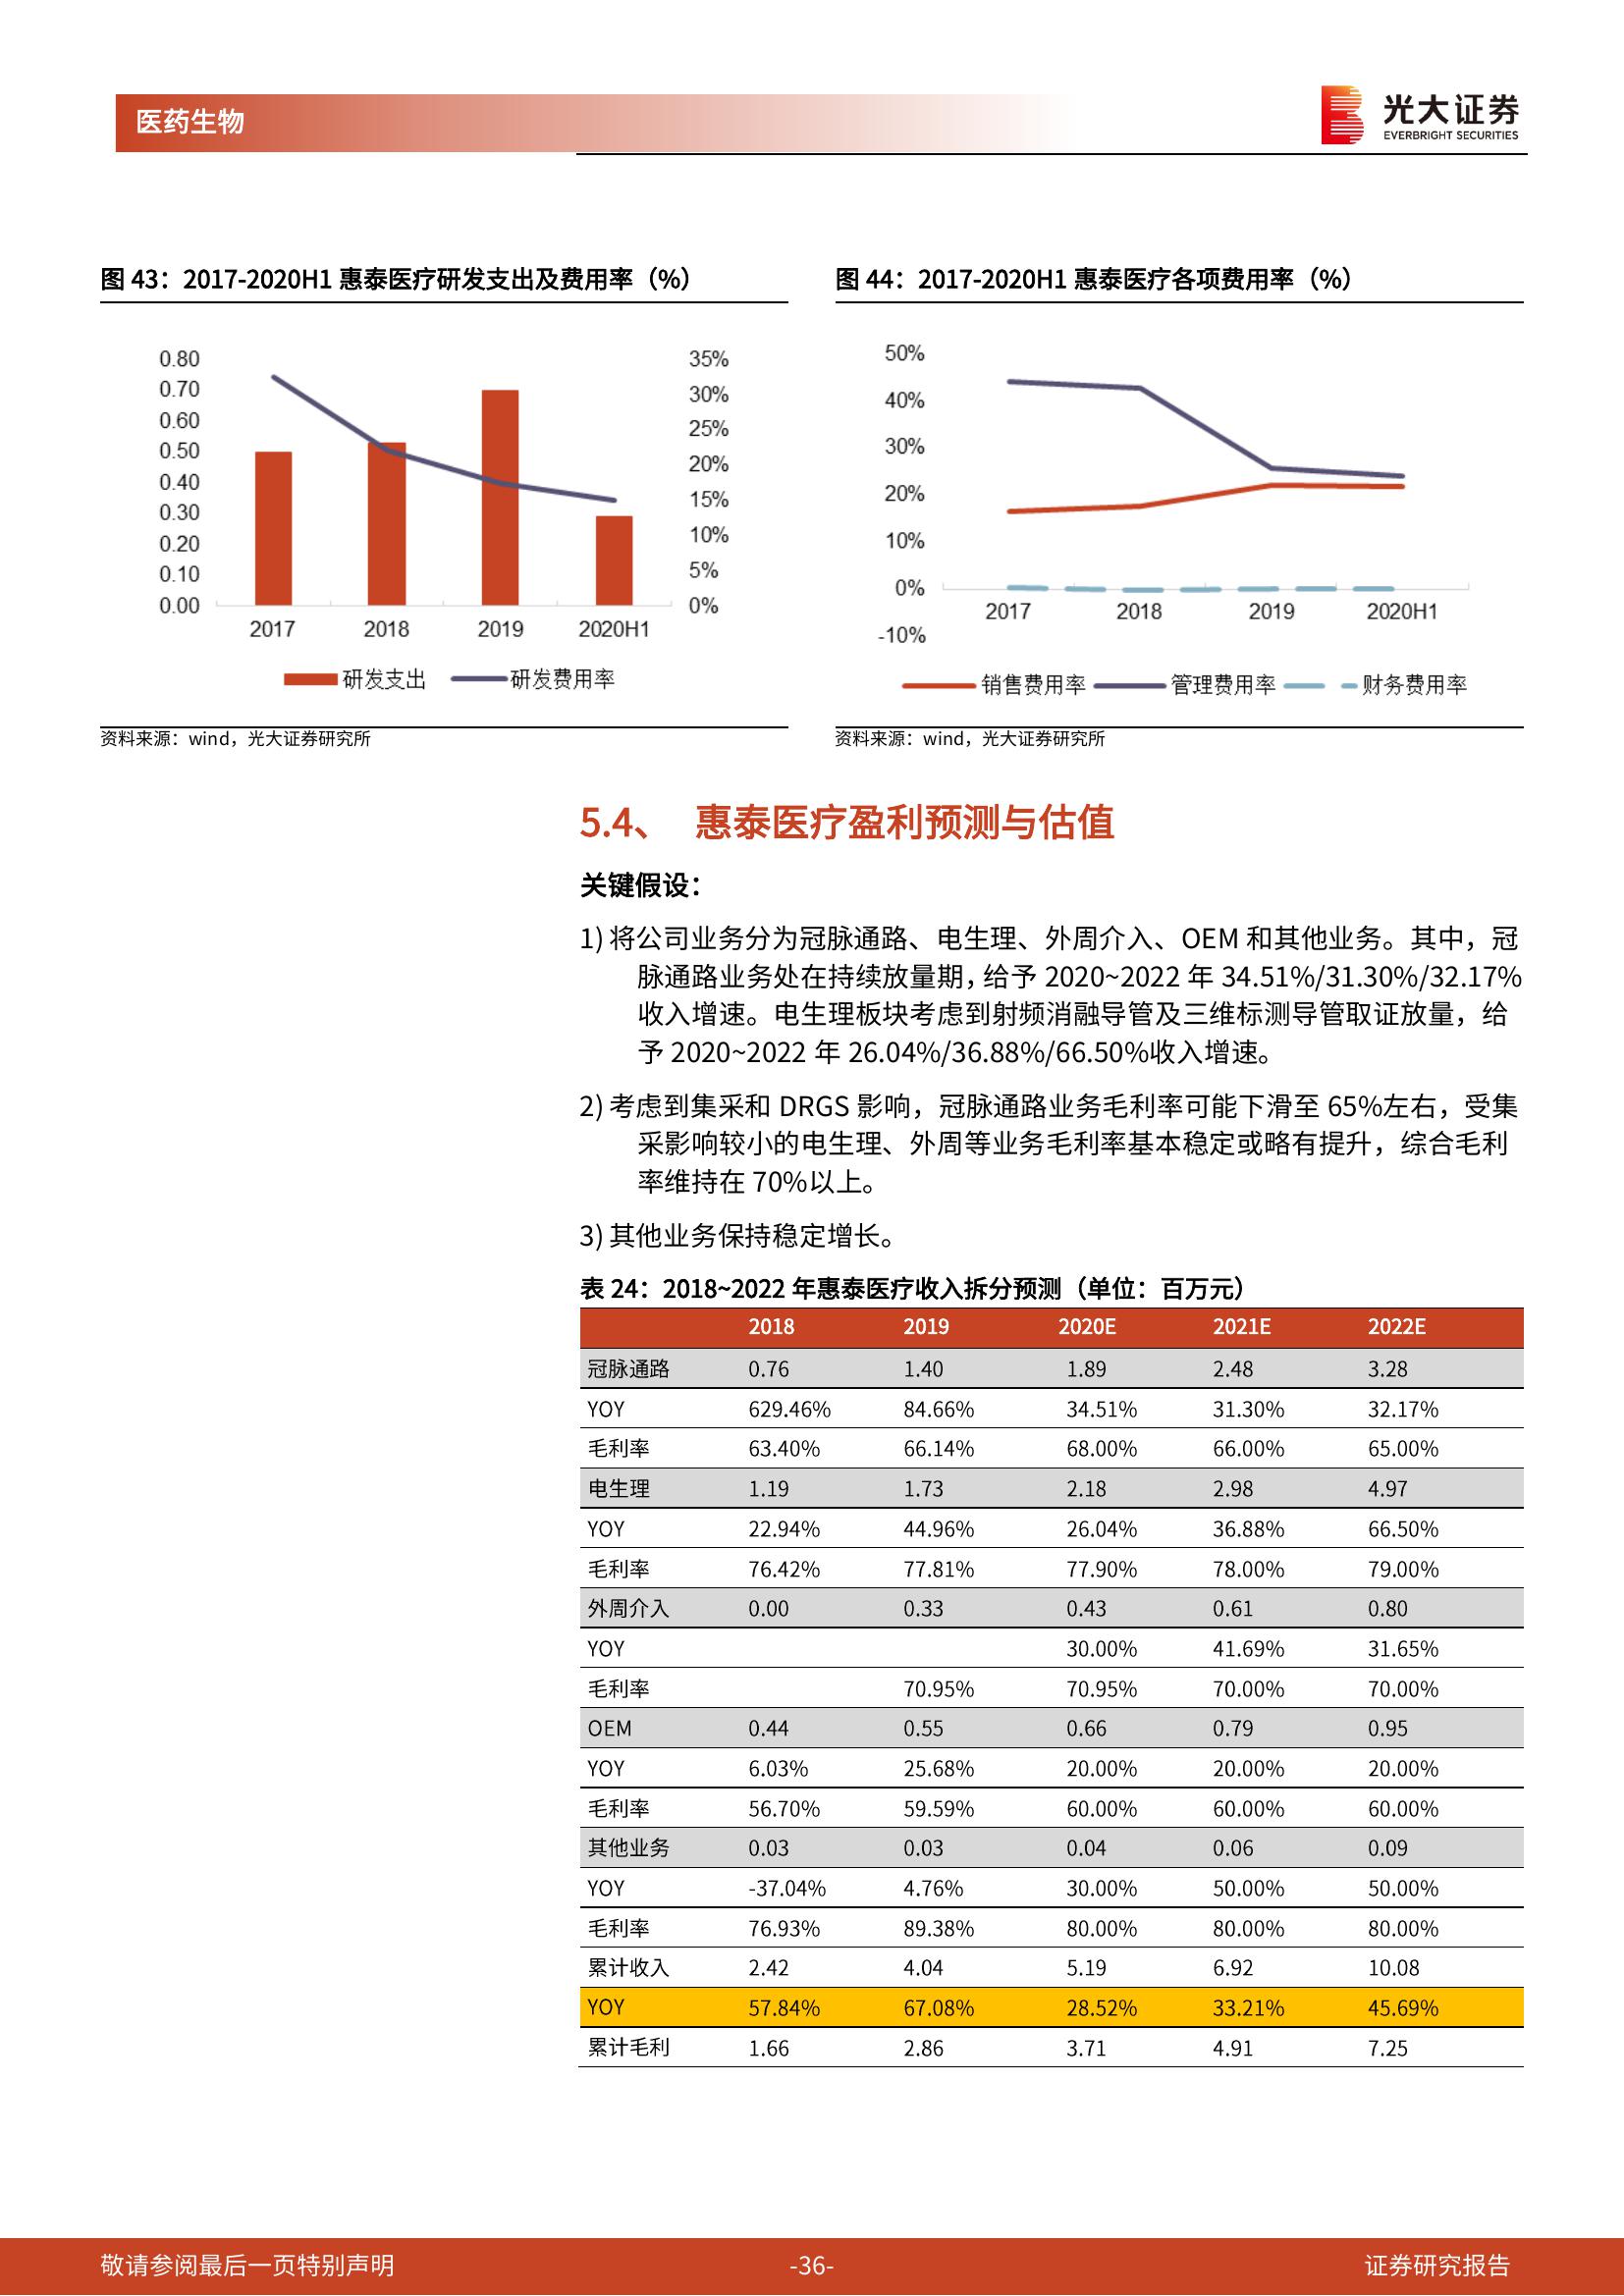 医药生物
光大证券
EVERBRIGHT SECURITIES
图 43：2017-2020H1 惠泰医疗研发支出及费用率（%）
0.80
0.70
0.60
0.50
0.40
0.30
0.20
0.10
0.00
35%
30%
25%
20%
15%
10%
5%
0%
2017 2018 2019 2020H1
研发支出 研发费用率
资料来源：wind，光大证券研究所
图 44：2017-2020H1 惠泰医疗各项费用率（%）
50%
40%
30%
20%
10%
0%
-10%
2017 2018 2019 2020H1
销售费用率 管理费用率 财务费用率
资料来源：wind，光大证券研究所
5.4、 惠泰医疗盈利预测与估值
关键假设：
1) 将公司业务分为冠脉通路、电生理、外周介入、OEM 和其他业务。其中，冠
脉通路业务处在持续放量期，给予 2020~2022 年 34.51%/31.30%/32.17%
收入增速。电生理板块考虑到射频消融导管及三维标测导管取证放量，给
予 2020~2022 年 26.04%/36.88%/66.50%收入增速。
2) 考虑到集采和 DRGS 影响，冠脉通路业务毛利率可能下滑至 65%左右，受集
采影响较小的电生理、外周等业务毛利率基本稳定或略有提升，综合毛利
率维持在 70%以上。
3) 其他业务保持稳定增长。
表 24：2018~2022 年惠泰医疗收入拆分预测（单位：百万元）
2018 2019 2020E 2021E 2022E
冠脉通路 0.76 1.40 1.89 2.48 3.28
YOY 629.46% 84.66% 34.51% 31.30% 32.17%
毛利率 63.40% 66.14% 68.00% 66.00% 65.00%
电生理 1.19 1.73 2.18 2.98 4.97
YOY 22.94% 44.96% 26.04% 36.88% 66.50%
毛利率 76.42% 77.81% 77.90% 78.00% 79.00%
外周介入 0.00 0.33 0.43 0.61 0.80
YOY 30.00% 41.69% 31.65%
毛利率 70.95% 70.95% 70.00% 70.00%
OEM 0.44 0.55 0.66 0.79 0.95
YOY 6.03% 25.68% 20.00% 20.00% 20.00%
毛利率 56.70% 59.59% 60.00% 60.00% 60.00%
其他业务 0.03 0.03 0.04 0.06 0.09
YOY -37.04% 4.76% 30.00% 50.00% 50.00%
毛利率 76.93% 89.38% 80.00% 80.00% 80.00%
累计收入 2.42 4.04 5.19 6.92 10.08
YOY 57.84% 67.08% 28.52% 33.21% 45.69%
累计毛利 1.66 2.86 3.71 4.91 7.25
敬请参阅最后一页特别声明 -36- 证券研究报告